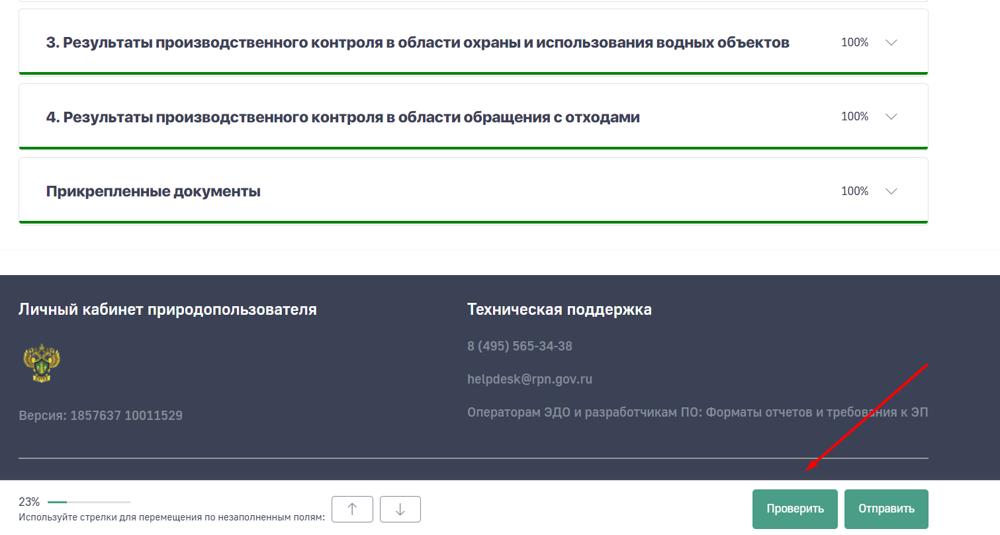 3. Результаты производственного контроля в области охраны и использования водных объектов 100%
4. Результаты производственного контроля в области обращения с отходами 100%
Прикрепленные документы 100%
Личный кабинет природопользователя
Техническая поддержка
8 (495) 565-34-38
helpdesk@rpn.gov.ru
Операторам ЭДО и разработчикам ПО: Форматы отчетов и требования к ЭП
Версия: 1857637 10011529
23%
Используйте стрелки для перемещения по незаполненным полям:
Проверить
Отправить